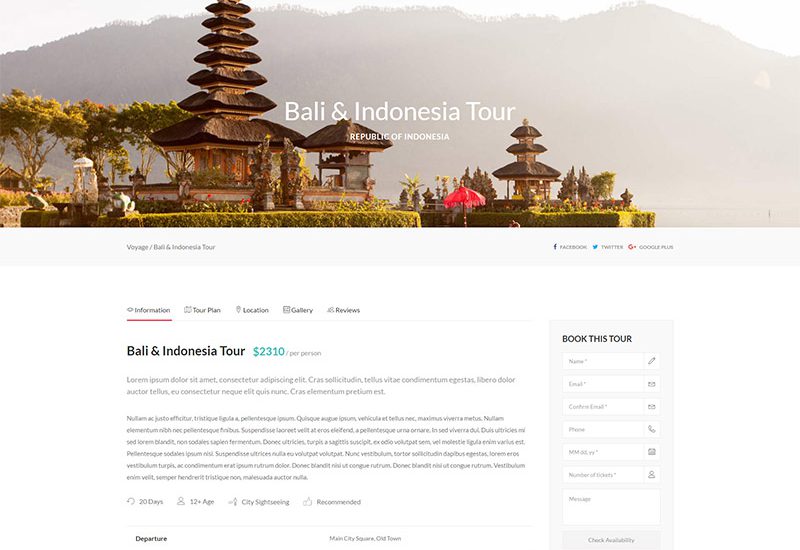 Bali & Indonesia Tour
REPUBLIC OF INDONESIA
Voyage / Bali & Indonesia Tour
FACEBOOK TWITTER GOOGLE PLUS
Information Tour Plan Location Gallery Reviews
Bali & Indonesia Tour $2310 / per person
Lorem ipsum dolor sit amet, consectetur adipiscing elit. Cras sollicitudin, tellus vitae condimentum egestas, libero dolor
auctor tellus, eu consectetur neque elit quis nunc. Cras elementum pretium est.
Nullam ac justo efficitur, tristique ligula a, pellentesque ipsum. Quisque augue ipsum, vehicula et tellus nec, maximus viverra metus. Nullam
elementum nibh nec pellentesque finibus. Suspendisse laoreet velit at eros eleifend, a pellentesque urna ornare. In sed viverra dui. Duis ultricies mi
sed lorem blandit, non sodales sapien fermentum. Donec ultricies, turpis a sagittis suscipit, ex odio volutpat sem, vel molestie ligula enim varius est.
Pellentesque sodales nisl. Suspendisse ultrices nulla eu volutpat volutpat. Nunc vestibulum, tortor sollicitudin dapibus egestas, lorem eros
vestibulum turpis, ac condimentum erat ipsum rutrum dolor. Donec blandit nisi ut congue rutrum. Donec blandit nisi ut congue rutrum. Vestibulum
enim velit, semper hendrerit tristique non, malesuada auctor nulla.
20 Days 12+ Age City Sightseeing Recommended
Departure Main City Square, Old Town
BOOK THIS TOUR
Name *
Email *
Confirm Email *
Phone
MM dd, yy *
Number of tickets *
Message
Check Availability